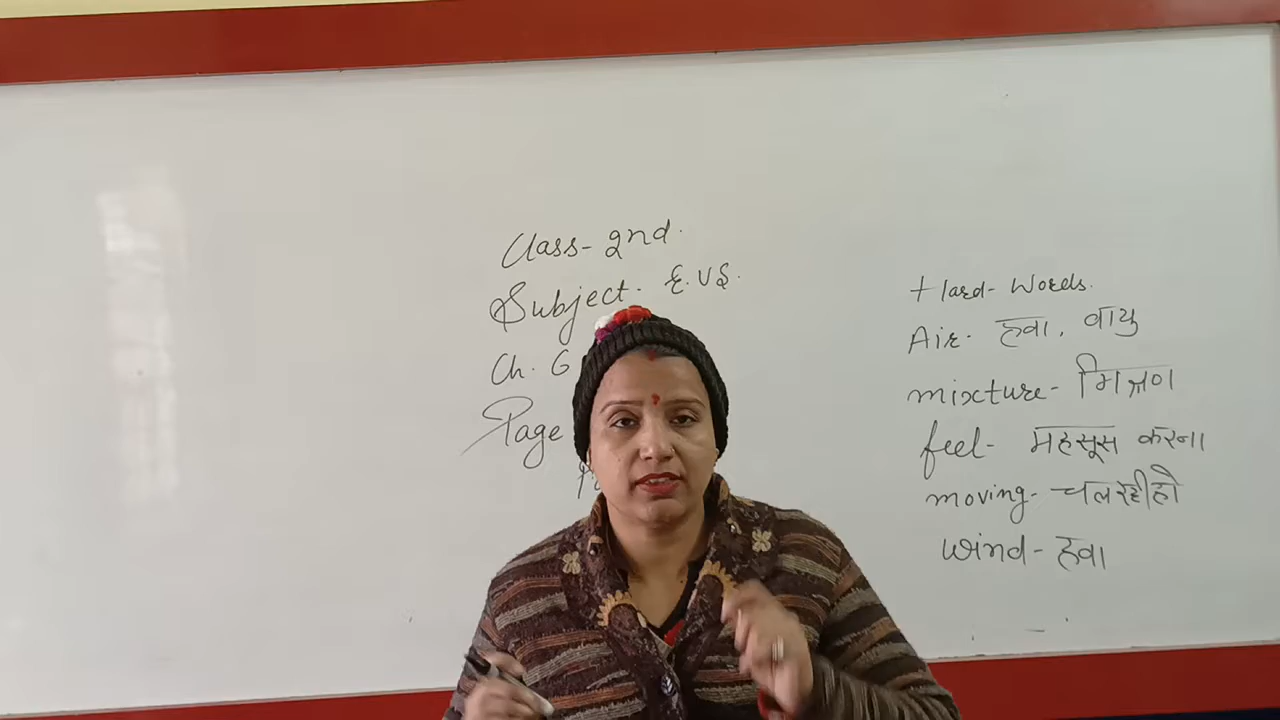 Class- 2nd.
Subject- E.V.S.
Ch. 6
Page
Hard- Words.
Air- हवा, वायु
mixture- मिश्रण
feel- महसूस करना
moving- चल रही हो
wind- हवा